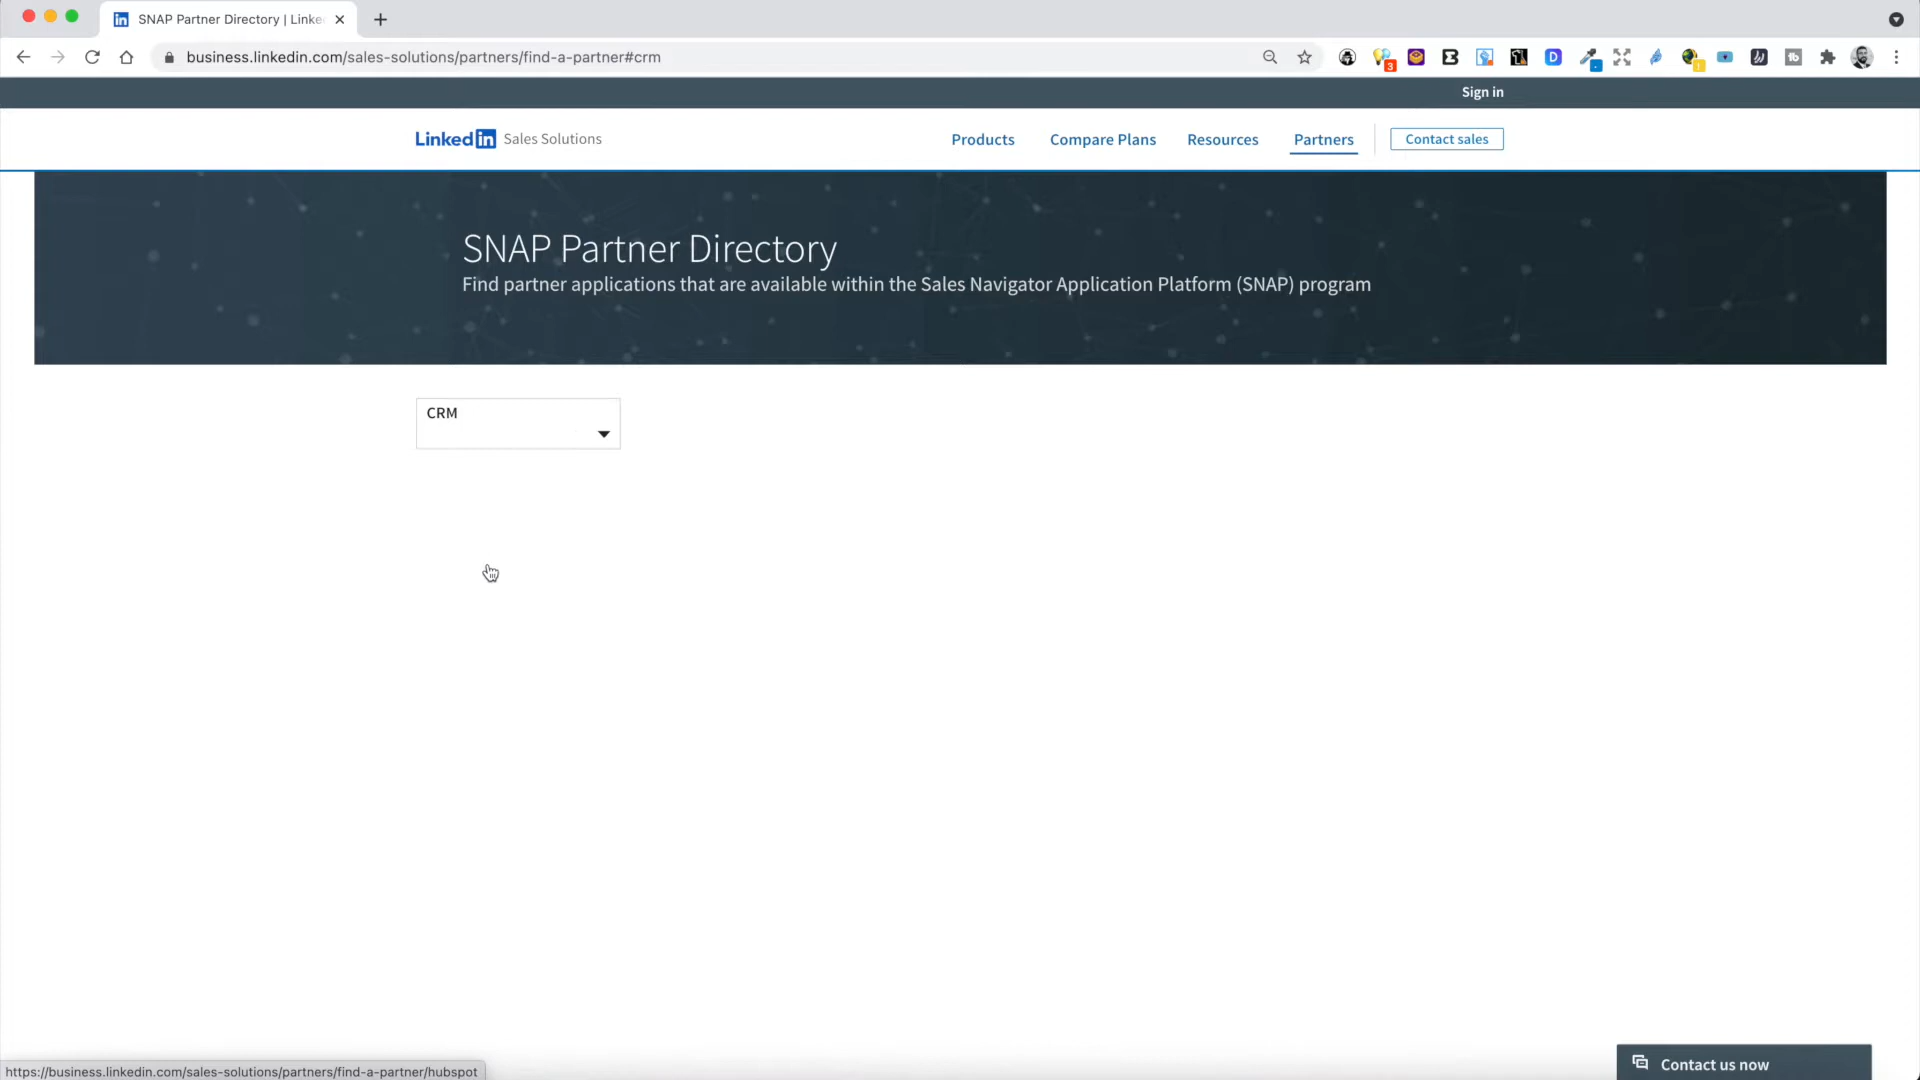 SNAP Partner Directory | Linke
business.linkedin.com/sales-solutions/partners/find-a-partner#crm
3
D
1
Sign in
Linked in Sales Solutions
Products
Compare Plans
Resources
Partners
Contact sales
SNAP Partner Directory
Find partner applications that are available within the Sales Navigator Application Platform (SNAP) program
CRM
Contact us now
https://business.linkedin.com/sales-solutions/partners/find-a-partner/hubspot